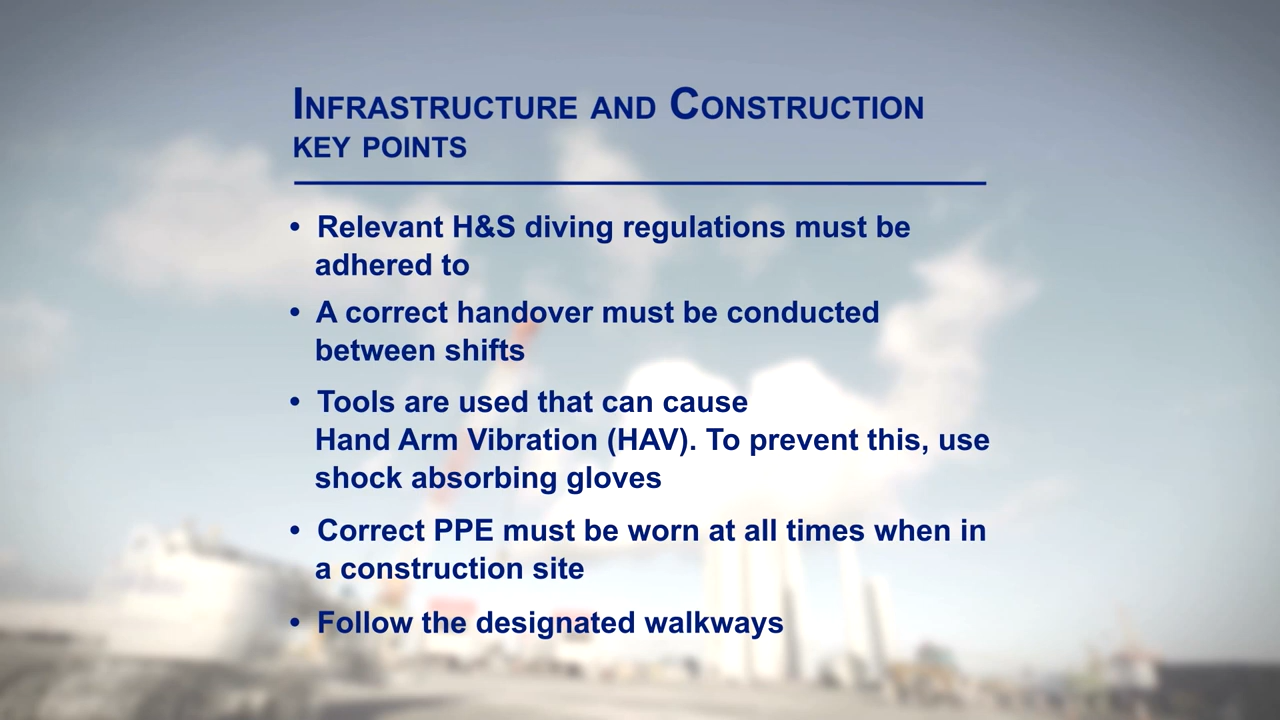 Infrastructure and Construction
key points
• Relevant H&S diving regulations must be
adhered to
• A correct handover must be conducted
between shifts
• Tools are used that can cause
Hand Arm Vibration (HAV). To prevent this, use
shock absorbing gloves
• Correct PPE must be worn at all times when in
a construction site
• Follow the designated walkways